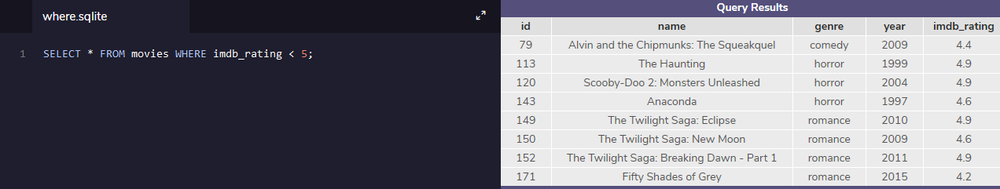 where.sqlite
1 SELECT * FROM movies WHERE imdb_rating < 5;
Query Results
id name genre year imdb_rating
79 Alvin and the Chipmunks: The Squeakquel comedy 2009 4.4
113 The Haunting horror 1999 4.9
120 Scooby-Doo 2: Monsters Unleashed horror 2004 4.9
143 Anaconda horror 1997 4.6
149 The Twilight Saga: Eclipse romance 2010 4.9
150 The Twilight Saga: New Moon romance 2009 4.6
152 The Twilight Saga: Breaking Dawn - Part 1 romance 2011 4.9
171 Fifty Shades of Grey romance 2015 4.2